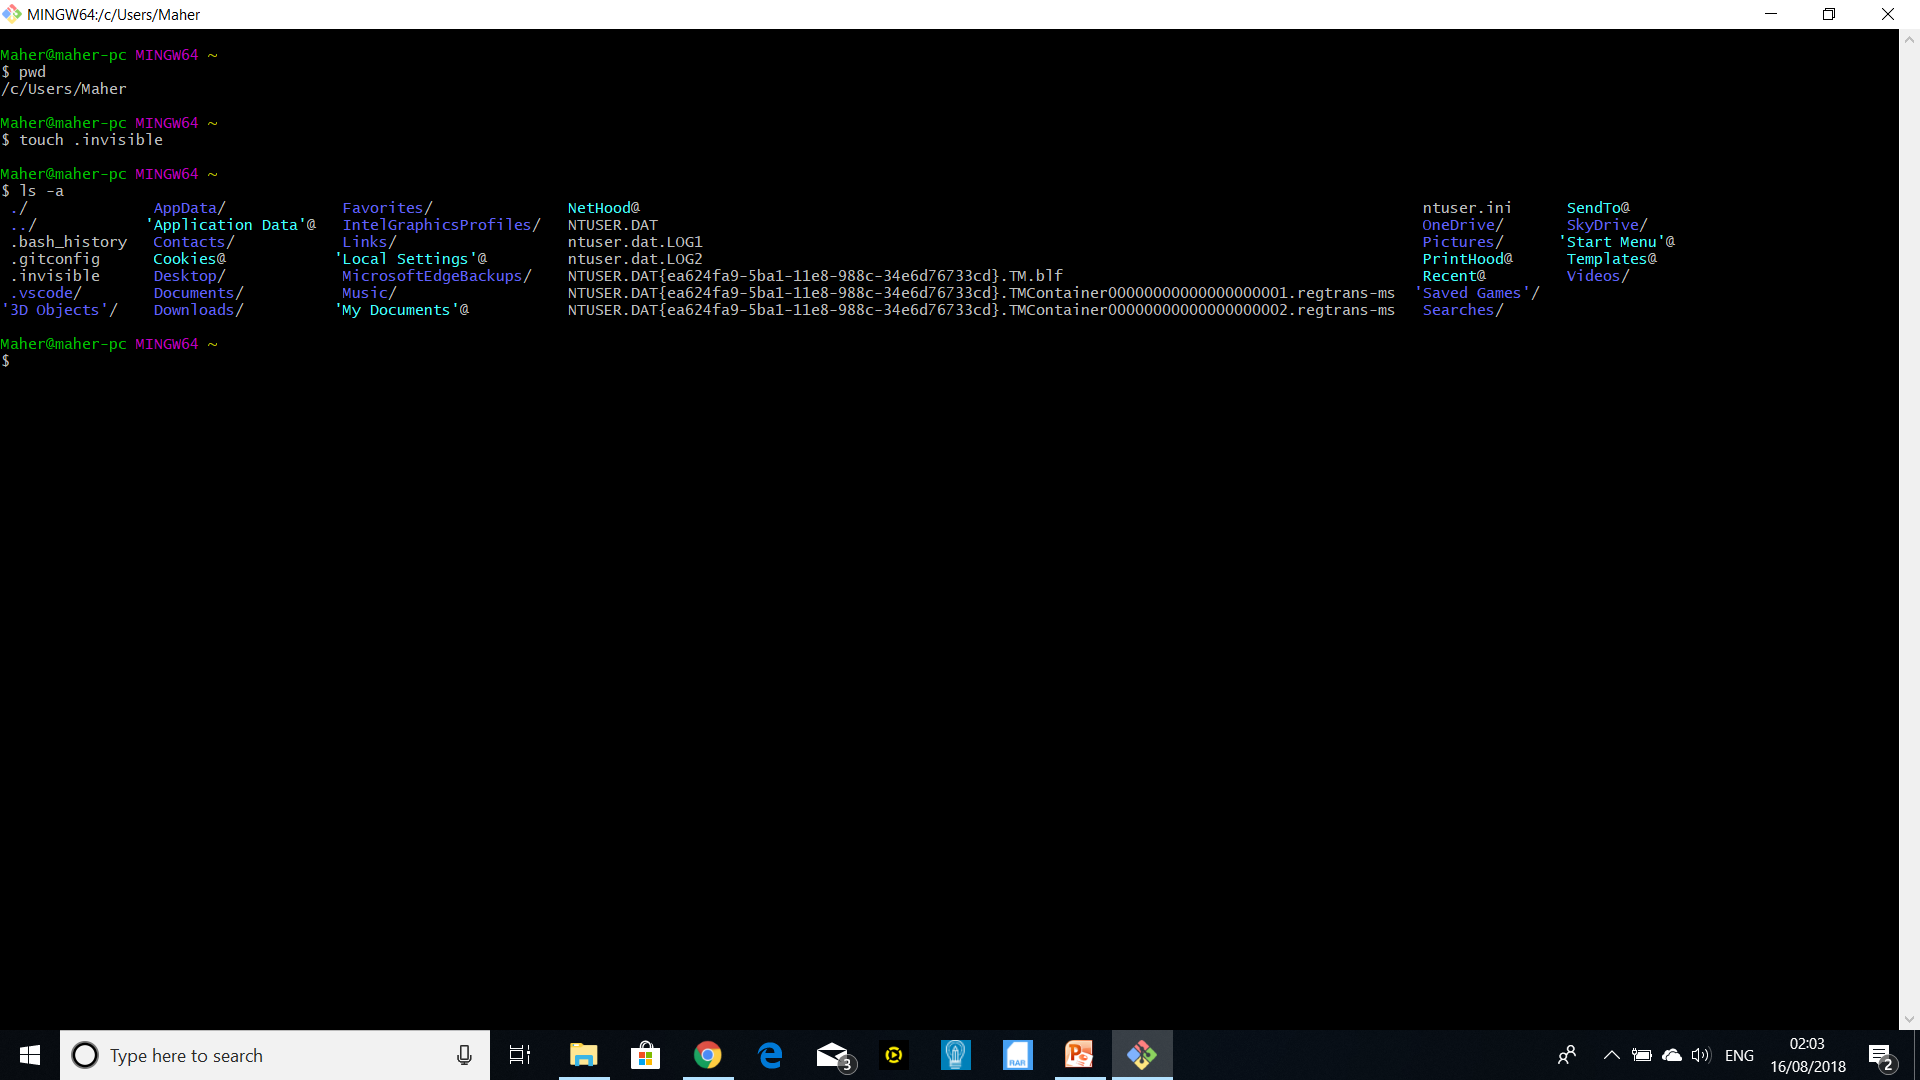 MINGW64:/c/Users/Maher
Maher@maher-pc MINGW64 ~
$ pwd
/c/Users/Maher
Maher@maher-pc MINGW64 ~
$ touch .invisible
Maher@maher-pc MINGW64 ~
$ ls -a
./ AppData/ Favorites/ NetHood@ ntuser.ini SendTo@
../ 'Application Data'@ IntelGraphicsProfiles/ NTUSER.DAT OneDrive/ SkyDrive/
.bash_history Contacts/ Links/ ntuser.dat.LOG1 Pictures/ 'Start Menu'@
.gitconfig Cookies@ 'Local Settings'@ ntuser.dat.LOG2 PrintHood@ Templates@
.invisible Desktop/ MicrosoftEdgeBackups/ NTUSER.DAT{ea624fa9-5ba1-11e8-988c-34e6d76733cd}.TM.blf Recent@ Videos/
.vscode/ Documents/ Music/ NTUSER.DAT{ea624fa9-5ba1-11e8-988c-34e6d76733cd}.TMContainer00000000000000000001.regtrans-ms 'Saved Games'/
'3D Objects'/ Downloads/ 'My Documents'@ NTUSER.DAT{ea624fa9-5ba1-11e8-988c-34e6d76733cd}.TMContainer00000000000000000002.regtrans-ms Searches/
Maher@maher-pc MINGW64 ~
$
Type here to search 3 RAR P ENG 02:03
16/08/2018 2